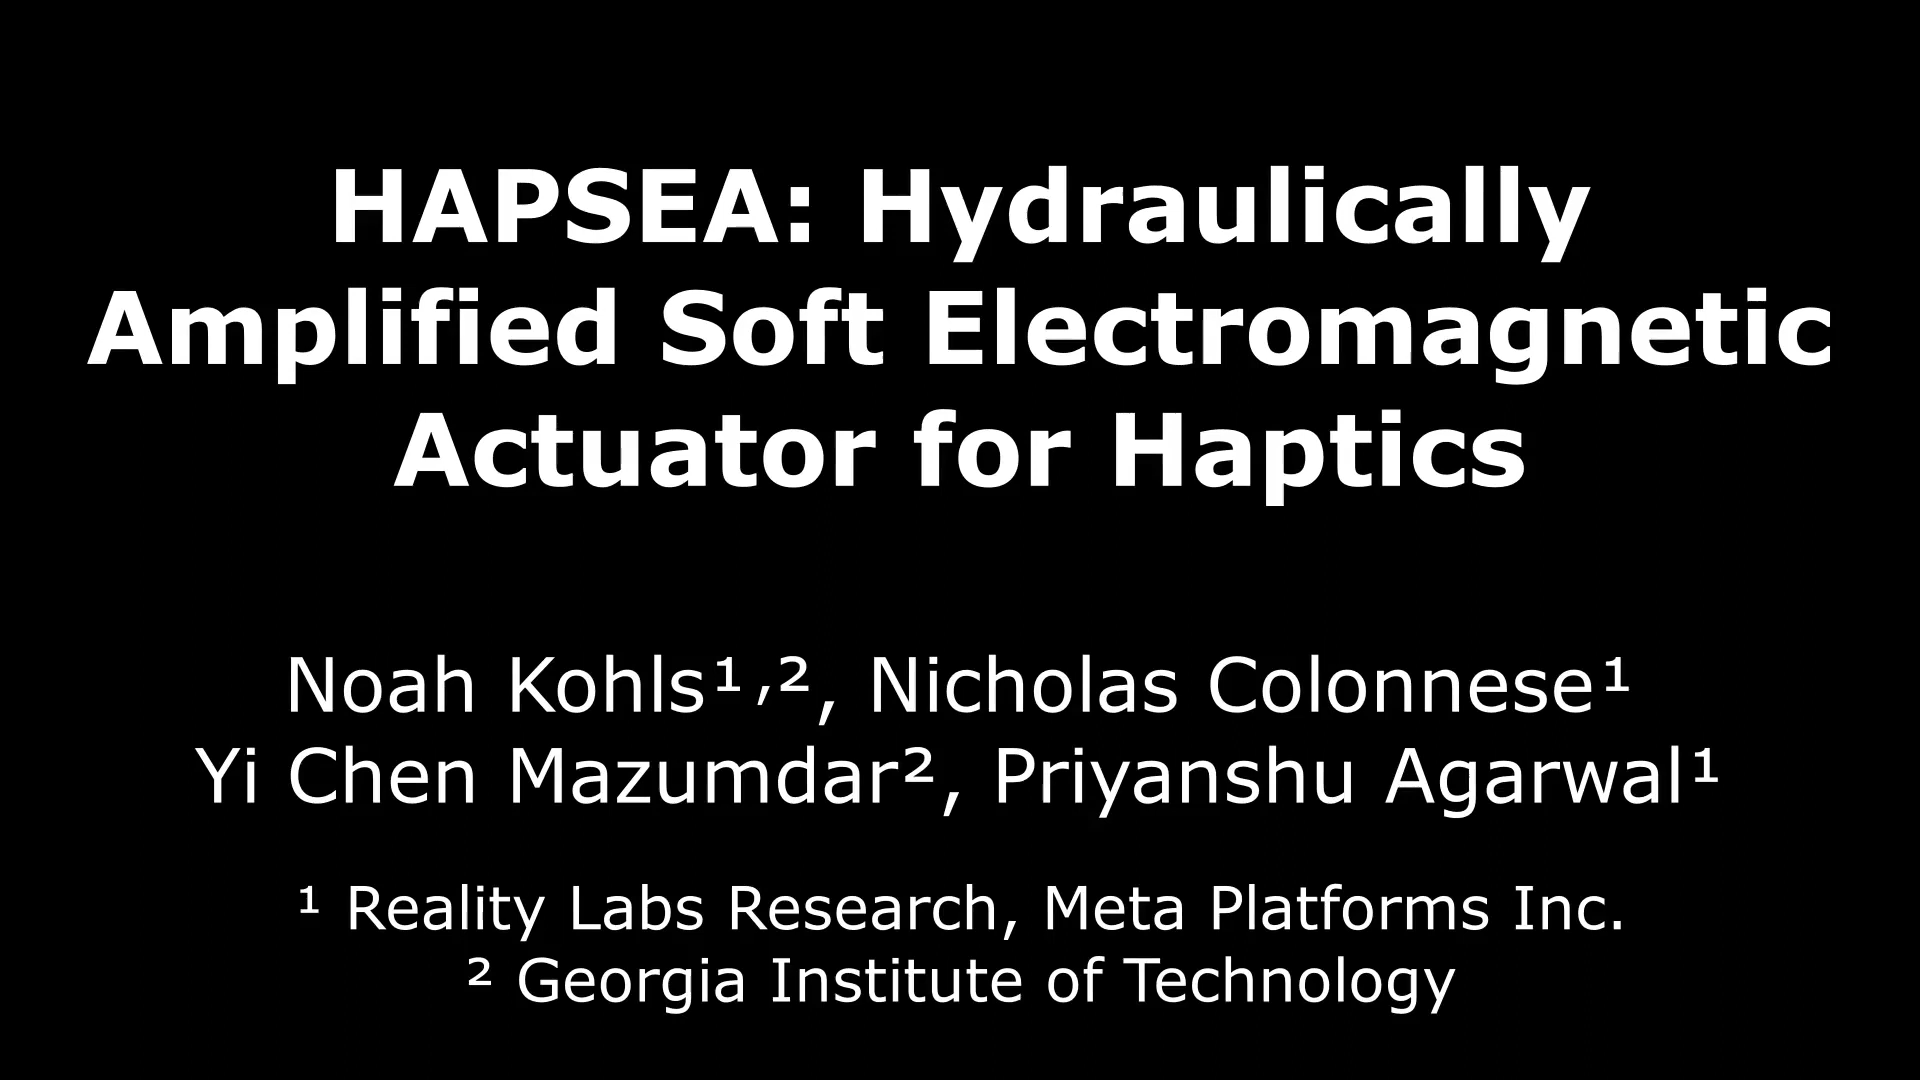 HAPSEA: Hydraulically
Amplified Soft Electromagnetic
Actuator for Haptics
Noah Kohls¹˒², Nicholas Colonnese¹
Yi Chen Mazumdar², Priyanshu Agarwal¹
¹ Reality Labs Research, Meta Platforms Inc.
² Georgia Institute of Technology